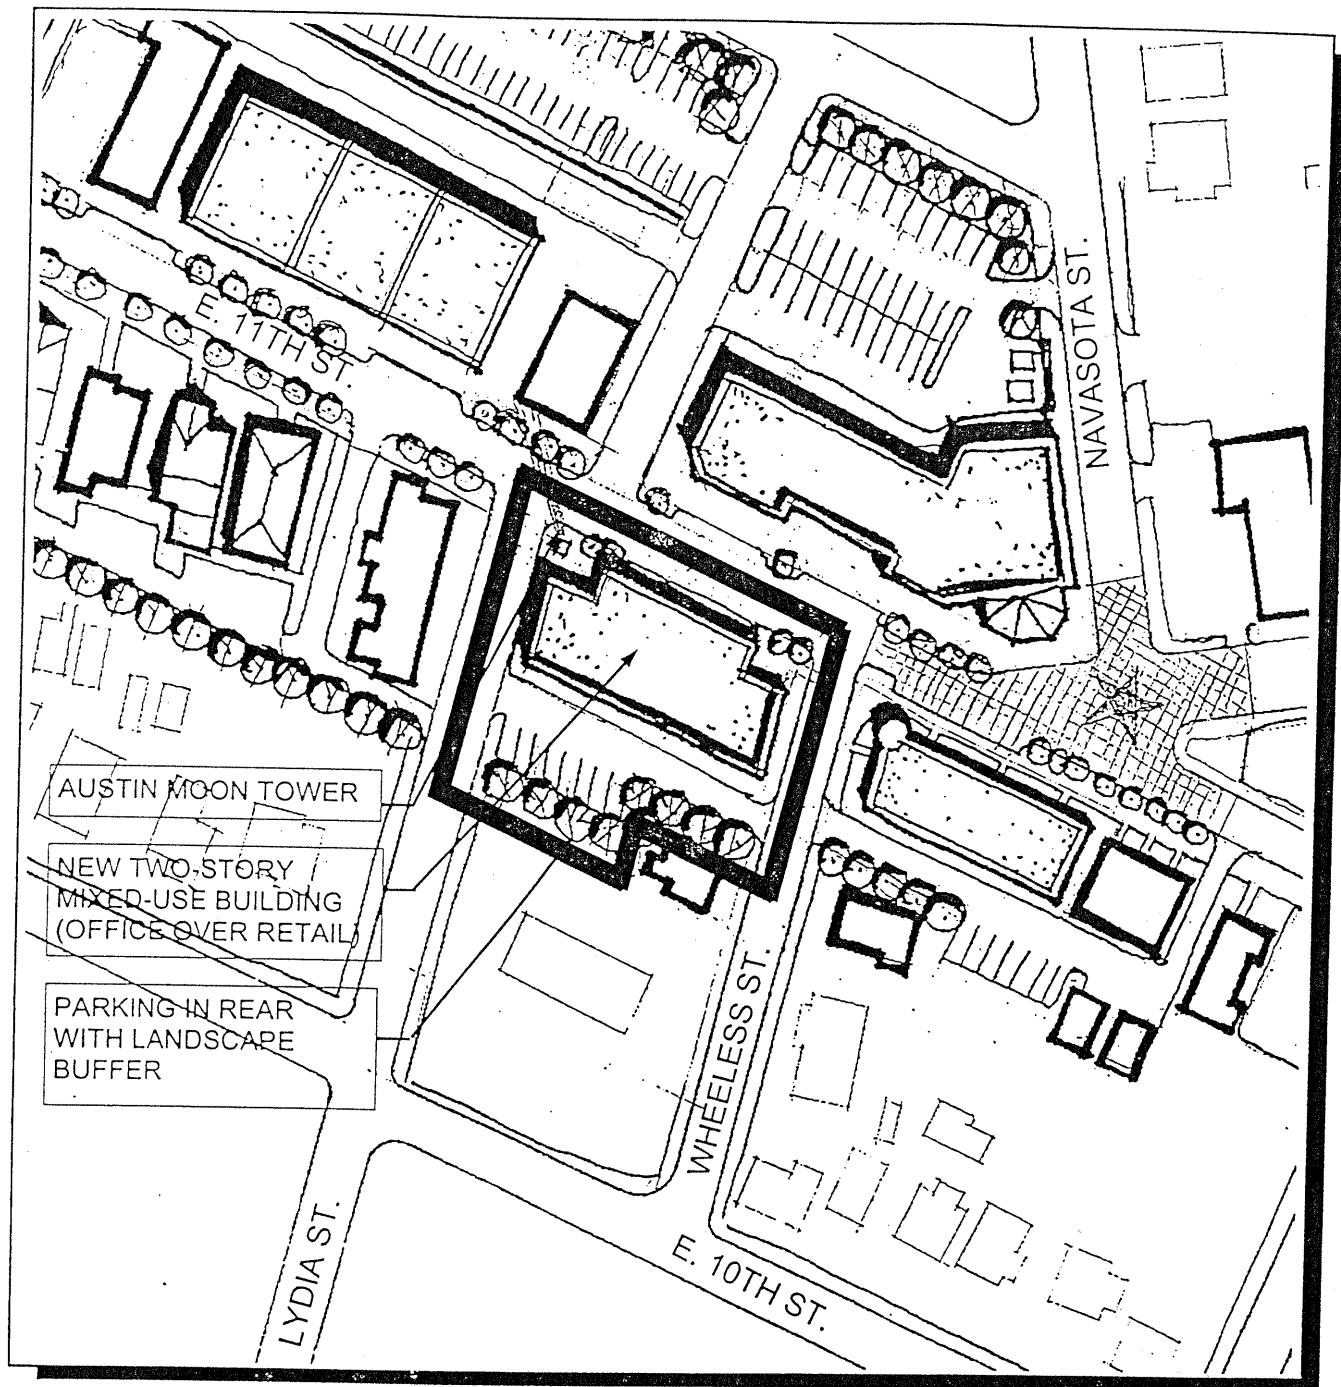 E. 11TH ST.
NAVASOTA ST.
AUSTIN MOON TOWER
NEW TWO-STORY
MIXED-USE BUILDING
(OFFICE OVER RETAIL)
PARKING IN REAR
WITH LANDSCAPE
BUFFER
WHEELESS ST.
LYDIA ST.
E. 10TH ST.